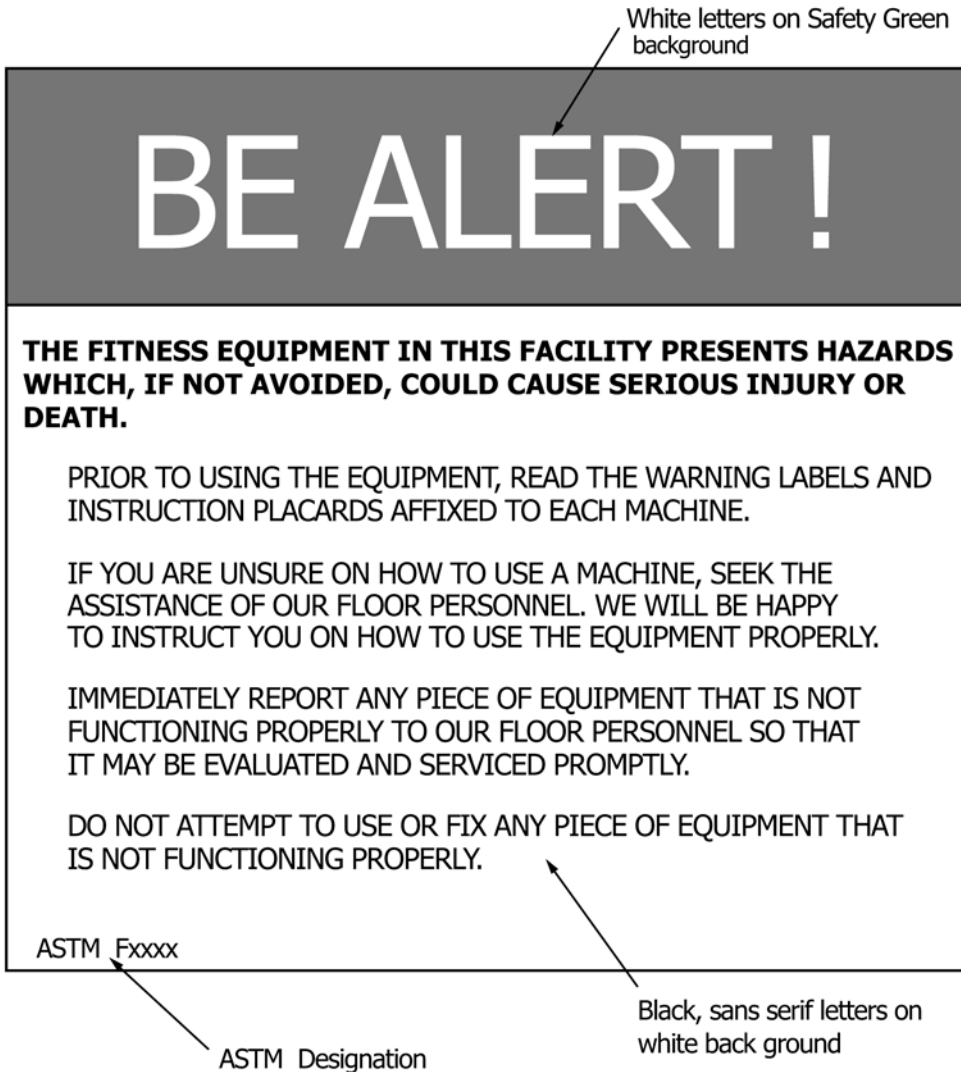 White letters on Safety Green
background
BE ALERT !
THE FITNESS EQUIPMENT IN THIS FACILITY PRESENTS HAZARDS
WHICH, IF NOT AVOIDED, COULD CAUSE SERIOUS INJURY OR
DEATH.
PRIOR TO USING THE EQUIPMENT, READ THE WARNING LABELS AND
INSTRUCTION PLACARDS AFFIXED TO EACH MACHINE.
IF YOU ARE UNSURE ON HOW TO USE A MACHINE, SEEK THE
ASSISTANCE OF OUR FLOOR PERSONNEL. WE WILL BE HAPPY
TO INSTRUCT YOU ON HOW TO USE THE EQUIPMENT PROPERLY.
IMMEDIATELY REPORT ANY PIECE OF EQUIPMENT THAT IS NOT
FUNCTIONING PROPERLY TO OUR FLOOR PERSONNEL SO THAT
IT MAY BE EVALUATED AND SERVICED PROMPTLY.
DO NOT ATTEMPT TO USE OR FIX ANY PIECE OF EQUIPMENT THAT
IS NOT FUNCTIONING PROPERLY.
ASTM Fxxxx
Black, sans serif letters on
white back ground
ASTM Designation